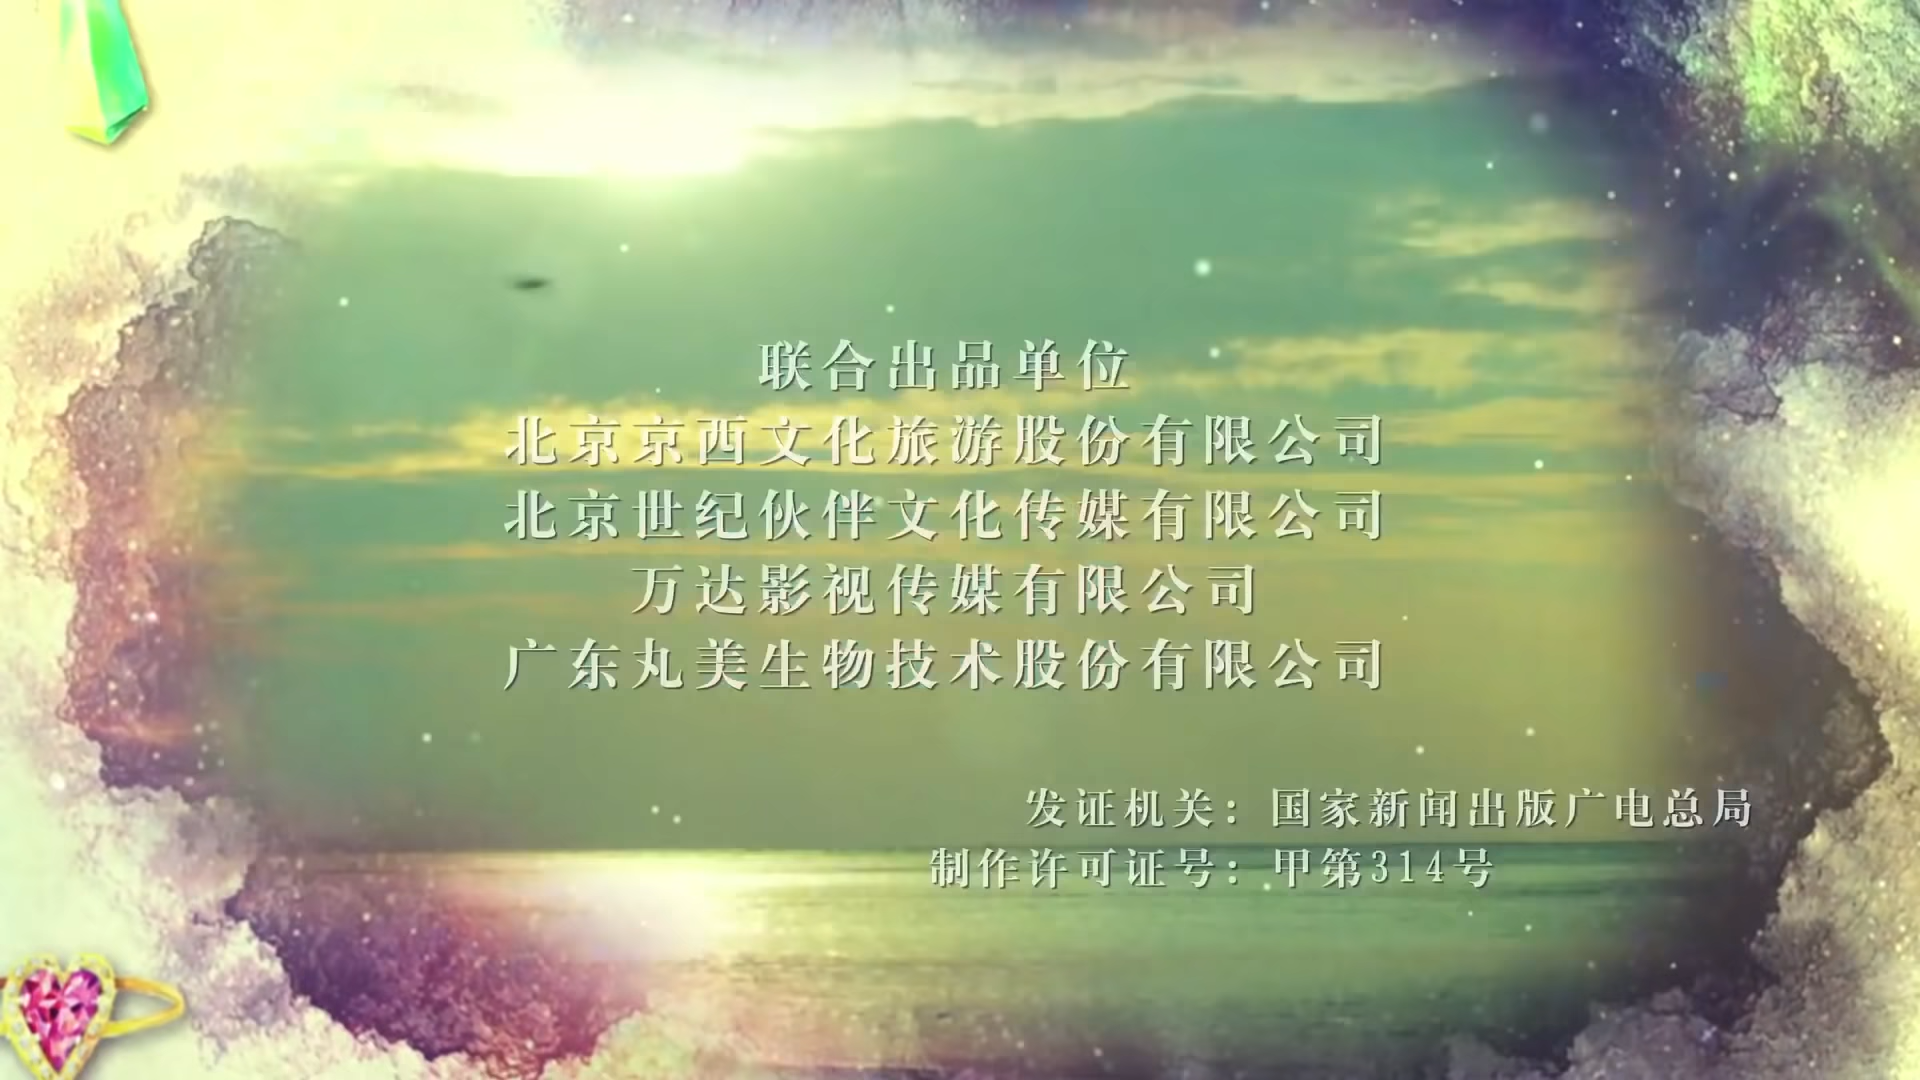 联合出品单位
北京京西文化旅游股份有限公司
北京世纪伙伴文化传媒有限公司
万达影视传媒有限公司
广东丸美生物技术股份有限公司
发证机关：国家新闻出版广电总局
制作许可证号：甲第314号